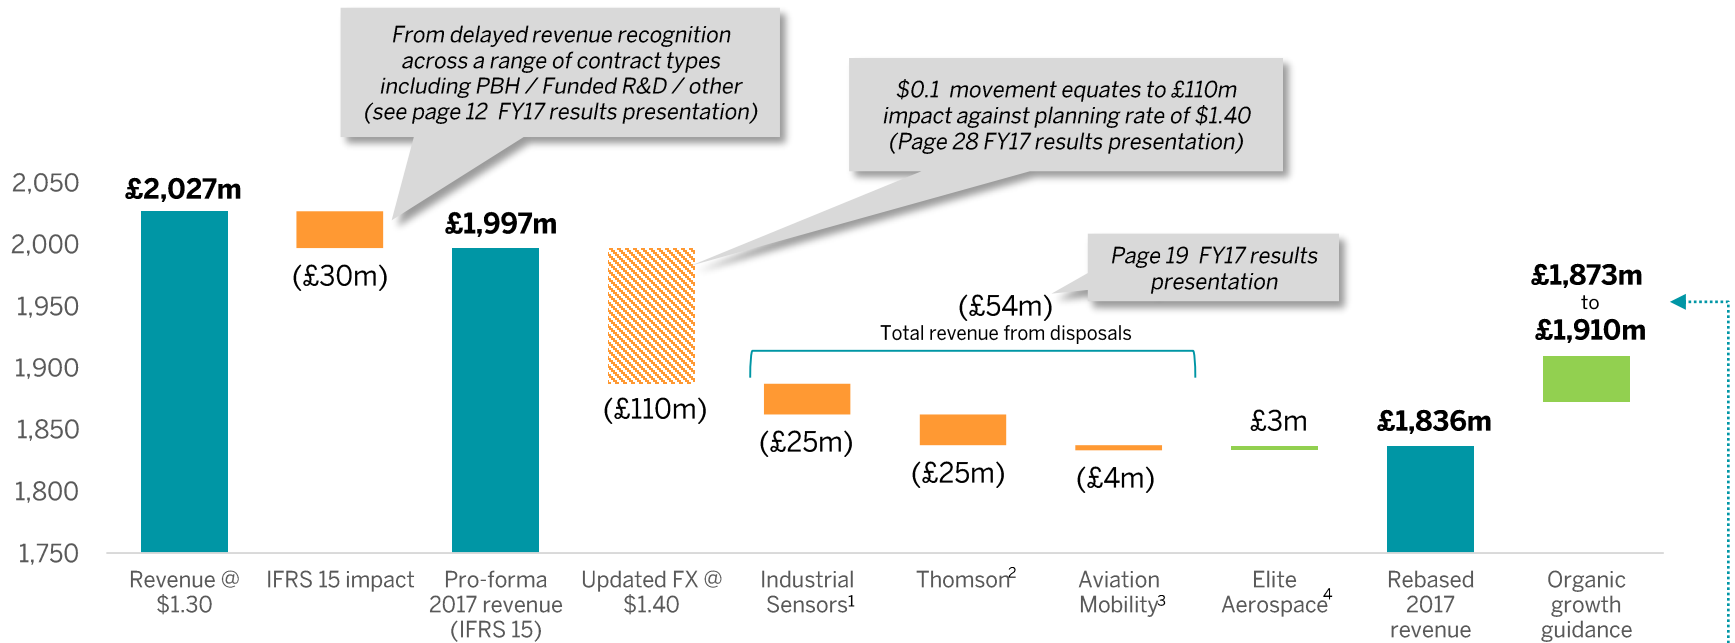 From delayed revenue recognition
across a range of contract types
including PBH / Funded R&D / other
(see page 12 FY17 results presentation)
$0.1 movement equates to £110m
impact against planning rate of $1.40
(Page 28 FY17 results presentation)
Page 19 FY17 results
presentation
2,050
2,000
1,950
1,900
1,850
1,800
1,750
£2,027m
(£30m)
£1,997m
(£110m)
(£54m)
Total revenue from disposals
(£25m)
(£25m)
(£4m)
£3m
£1,836m
£1,873m
to
£1,910m
Revenue @
$1.30
IFRS 15 impact
Pro-forma
2017 revenue
(IFRS 15)
Updated FX @
$1.40
Industrial
Sensors¹
Thomson²
Aviation
Mobility³
Elite
Aerospace⁴
Rebased
2017
revenue
Organic
growth
guidance